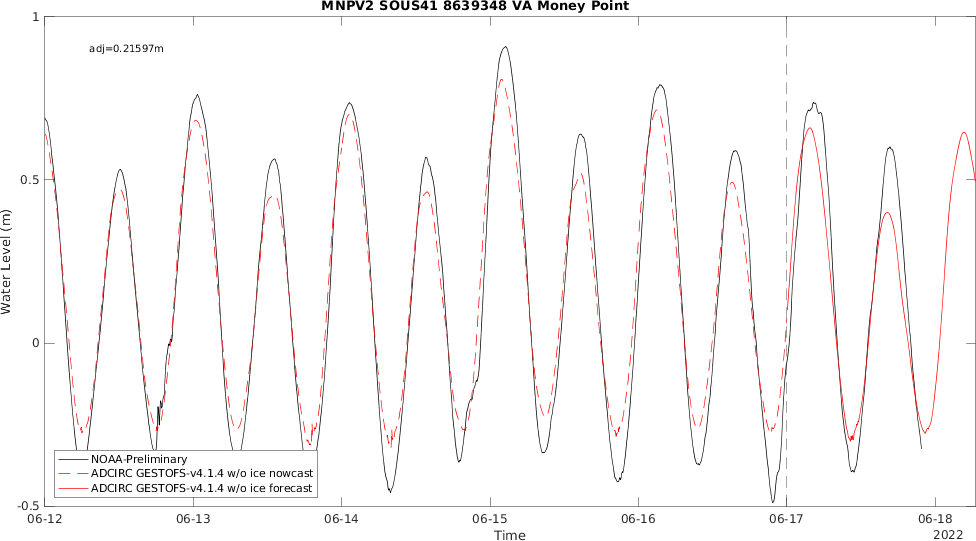 MNPV2 SOUS41 8639348 VA Money Point
adj=0.21597m
1
0.5
0
-0.5
Water Level (m)
NOAA-Preliminary
ADCIRC GESTOFS-v4.1.4 w/o ice nowcast
ADCIRC GESTOFS-v4.1.4 w/o ice forecast
06-12 06-13 06-14 06-15 06-16 06-17 06-18
Time
2022